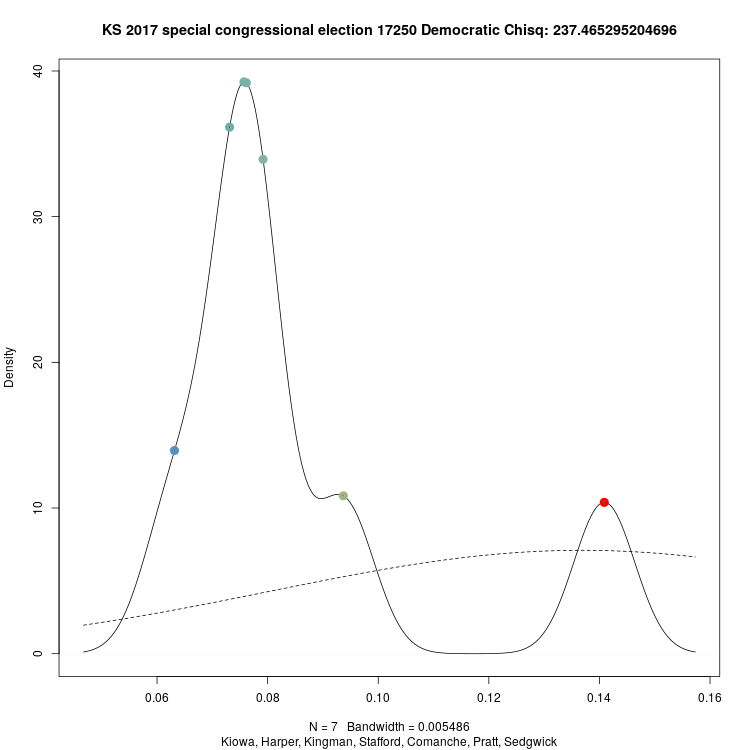 KS 2017 special congressional election 17250 Democratic Chisq: 237.465295204696
40
30
20
10
0
Density
0.06 0.08 0.10 0.12 0.14 0.16
N = 7 Bandwidth = 0.005486
Kiowa, Harper, Kingman, Stafford, Comanche, Pratt, Sedgwick